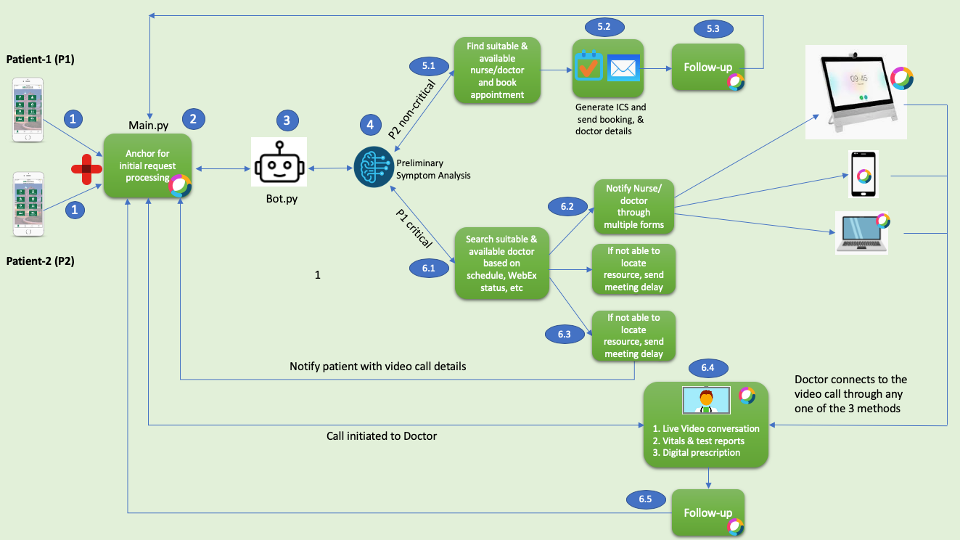 Patient-1 (P1)
1
Main.py
2
Anchor for
initial request
processing
1
Patient-2 (P2)
3
Bot.py
4
Preliminary
Symptom Analysis
P2 non-critical
P1 critical
5.1
Find suitable &
available
nurse/doctor
and book
appointment
5.2
Generate ICS and
send booking, &
doctor details
5.3
Follow-up
09:45
6.1
Search suitable &
available doctor
based on
schedule, WebEx
status, etc
6.2
Notify Nurse/
doctor
through
multiple forms
If not able to
locate
resource, send
meeting delay
6.3
If not able to
locate
resource, send
meeting delay
1
Notify patient with video call details
6.4
1. Live Video conversation
2. Vitals & test reports
3. Digital prescription
Doctor connects to the
video call through any
one of the 3 methods
Call initiated to Doctor
6.5
Follow-up